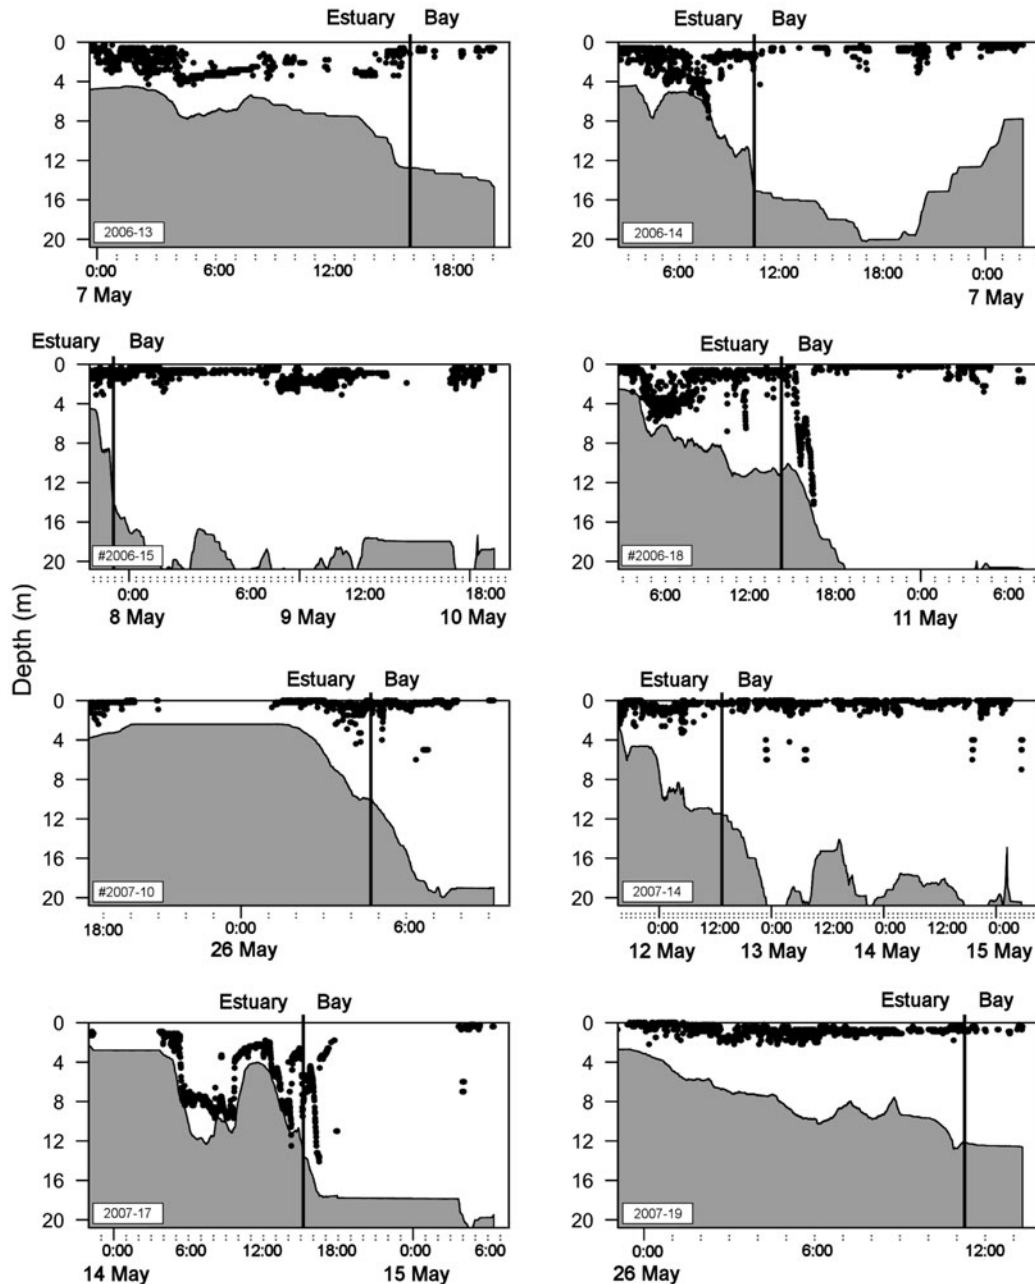 Estuary Bay Estuary Bay
0 0
4 4
8 8
12 12
16 16
20 2006-13 20 2006-14
0:00 6:00 12:00 18:00 6:00 12:00 18:00 0:00
7 May 7 May
Estuary Bay Estuary Bay
0 0
4 4
8 8
12 12
16 16
20 #2006-15 20 #2006-18
0:00 6:00 12:00 18:00 6:00 12:00 18:00 0:00 6:00
8 May 9 May 10 May 11 May
Depth (m)
Estuary Bay Estuary Bay
0 0
4 4
8 8
12 12
16 16
20 #2007-10 20 2007-14
18:00 0:00 6:00 0:00 12:00 0:00 12:00 0:00 12:00 0:00
26 May 12 May 13 May 14 May 15 May
Estuary Bay Estuary Bay
0 0
4 4
8 8
12 12
16 16
20 2007-17 20 2007-19
0:00 6:00 12:00 18:00 0:00 6:00 0:00 6:00 12:00
14 May 15 May 26 May